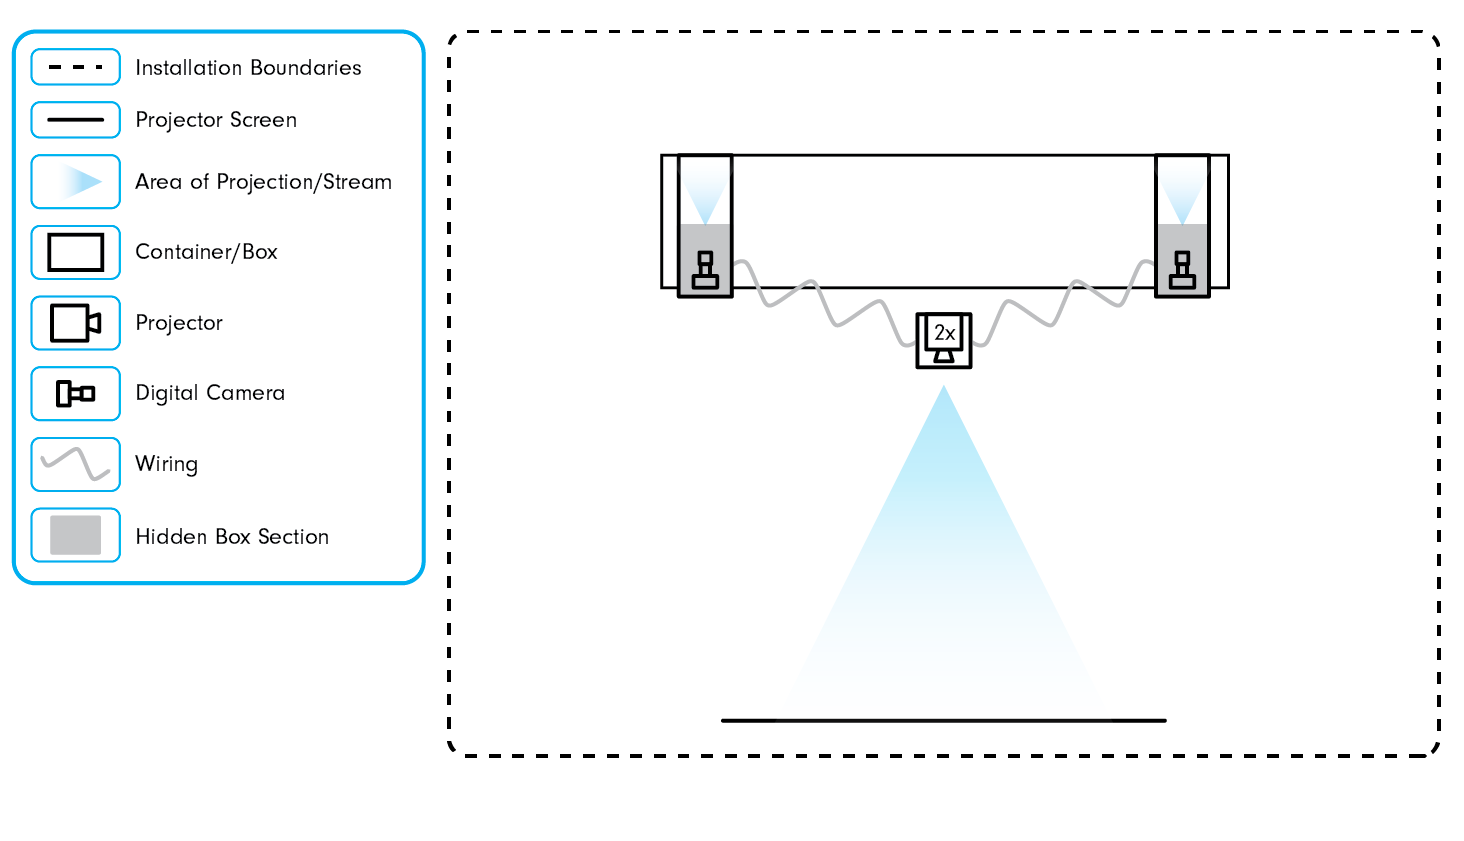 Installation Boundaries
Projector Screen
Area of Projection/Stream
Container/Box
Projector
Digital Camera
Wiring
Hidden Box Section
2x